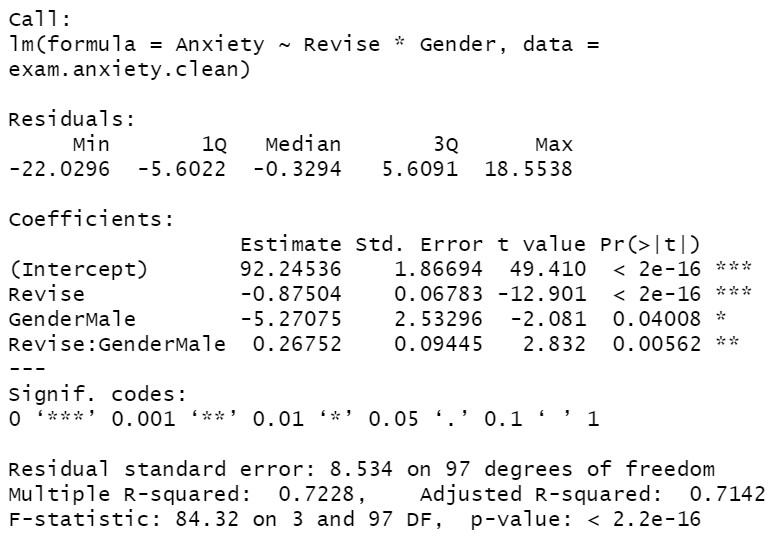 Call:
lm(formula = Anxiety ~ Revise * Gender, data =
exam.anxiety.clean)
Residuals:
     Min       1Q   Median       3Q      Max
-22.0296  -5.6022  -0.3294   5.6091  18.5538
Coefficients:
                  Estimate Std. Error t value Pr(>|t|)
(Intercept)       92.24536    1.86694  49.410  < 2e-16 ***
Revise            -0.87504    0.06783 -12.901  < 2e-16 ***
GenderMale        -5.27075    2.53296  -2.081  0.04008 *
Revise:GenderMale  0.26752    0.09445   2.832  0.00562 **
---
Signif. codes:
0 ‘***’ 0.001 ‘**’ 0.01 ‘*’ 0.05 ‘.’ 0.1 ‘ ’ 1
Residual standard error: 8.534 on 97 degrees of freedom
Multiple R-squared:  0.7228,    Adjusted R-squared:  0.7142
F-statistic: 84.32 on 3 and 97 DF,  p-value: < 2.2e-16